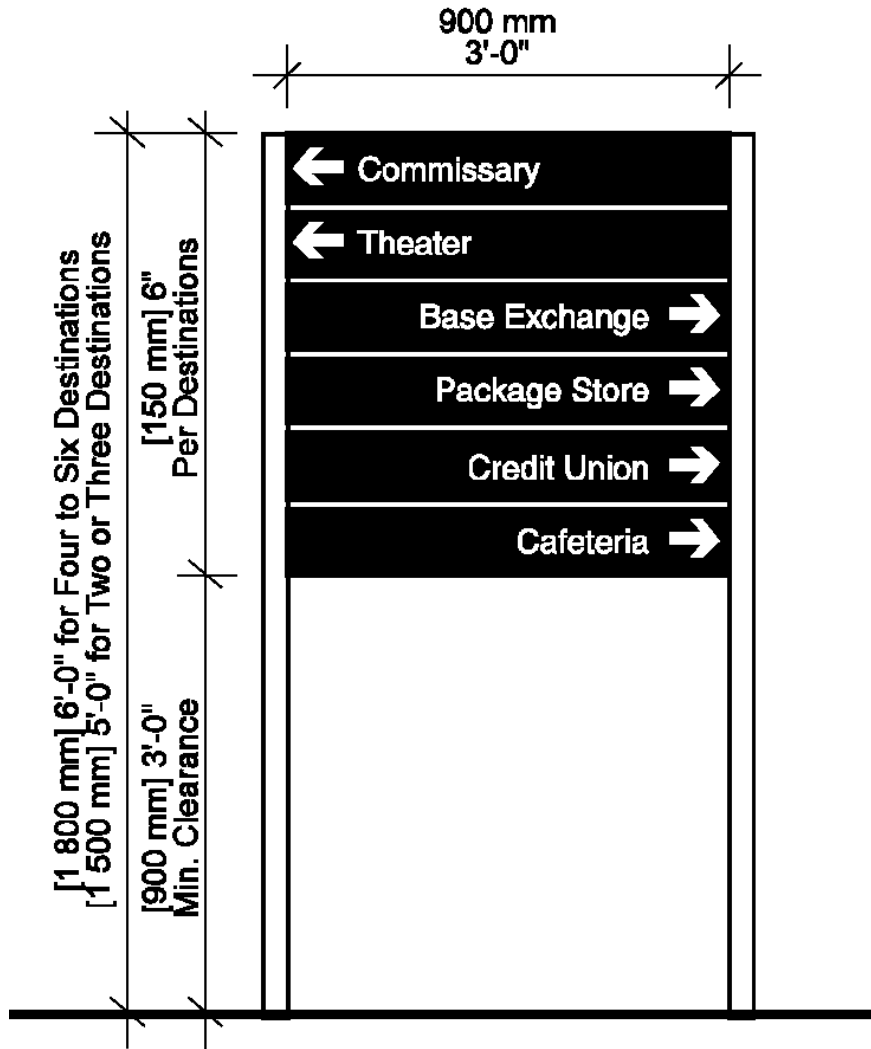 900 mm
3'-0"
Commissary
Theater
Base Exchange
Package Store
Credit Union
Cafeteria
[1 800 mm] 6'-0" for Four to Six Destinations
[1 500 mm] 5'-0" for Two or Three Destinations
[150 mm] 6"
Per Destinations
[900 mm] 3'-0"
Min. Clearance